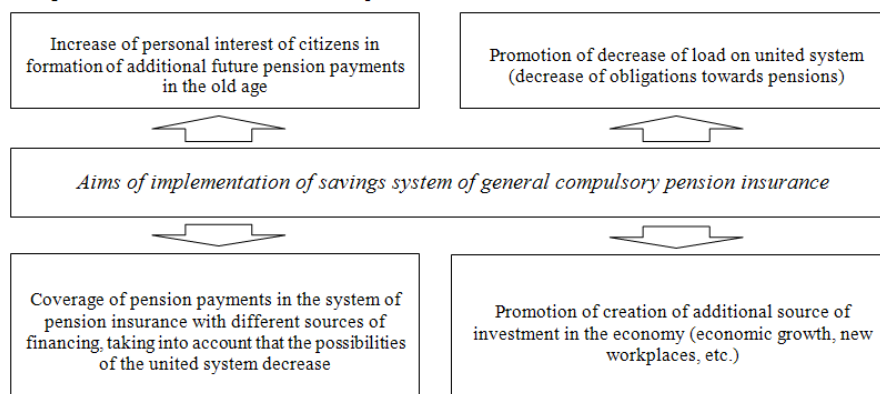 Increase of personal interest of citizens in
formation of additional future pension payments
in the old age
Promotion of decrease of load on united system
(decrease of obligations towards pensions)
Aims of implementation of savings system of general compulsory pension insurance
Coverage of pension payments in the system of
pension insurance with different sources of
financing, taking into account that the possibilities
of the united system decrease
Promotion of creation of additional source of
investment in the economy (economic growth, new
workplaces, etc.)